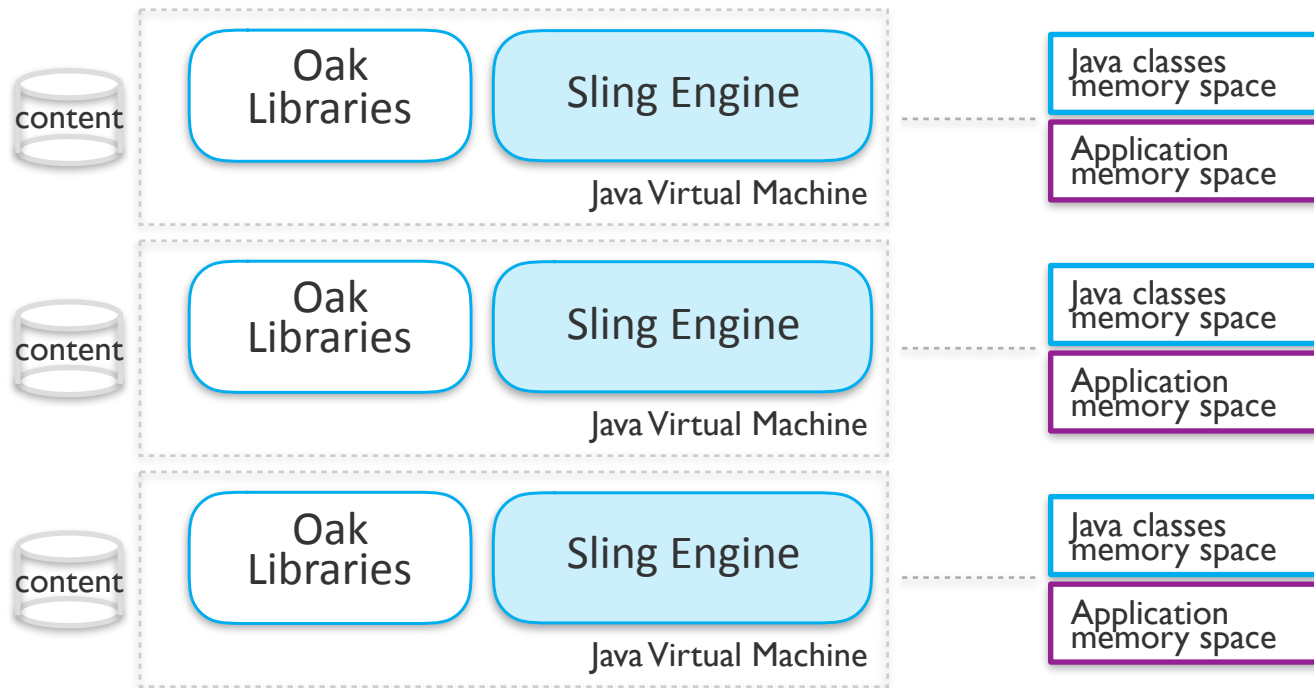 content
Oak
Libraries
Sling Engine
Java Virtual Machine
Java classes
memory space
Application
memory space
content
Oak
Libraries
Sling Engine
Java Virtual Machine
Java classes
memory space
Application
memory space
content
Oak
Libraries
Sling Engine
Java Virtual Machine
Java classes
memory space
Application
memory space